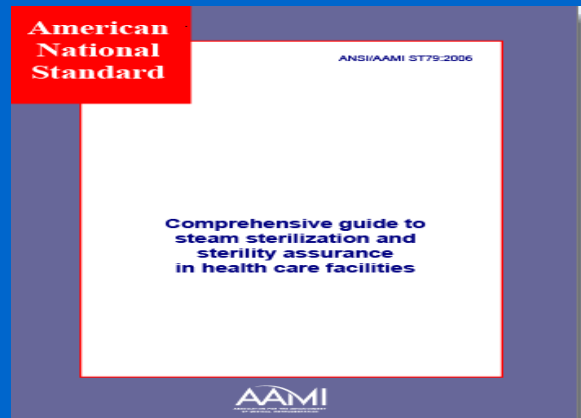 American
National
Standard
ANSI/AAMI ST79:2006
Comprehensive guide to
steam sterilization and
sterility assurance
in health care facilities
AAMI